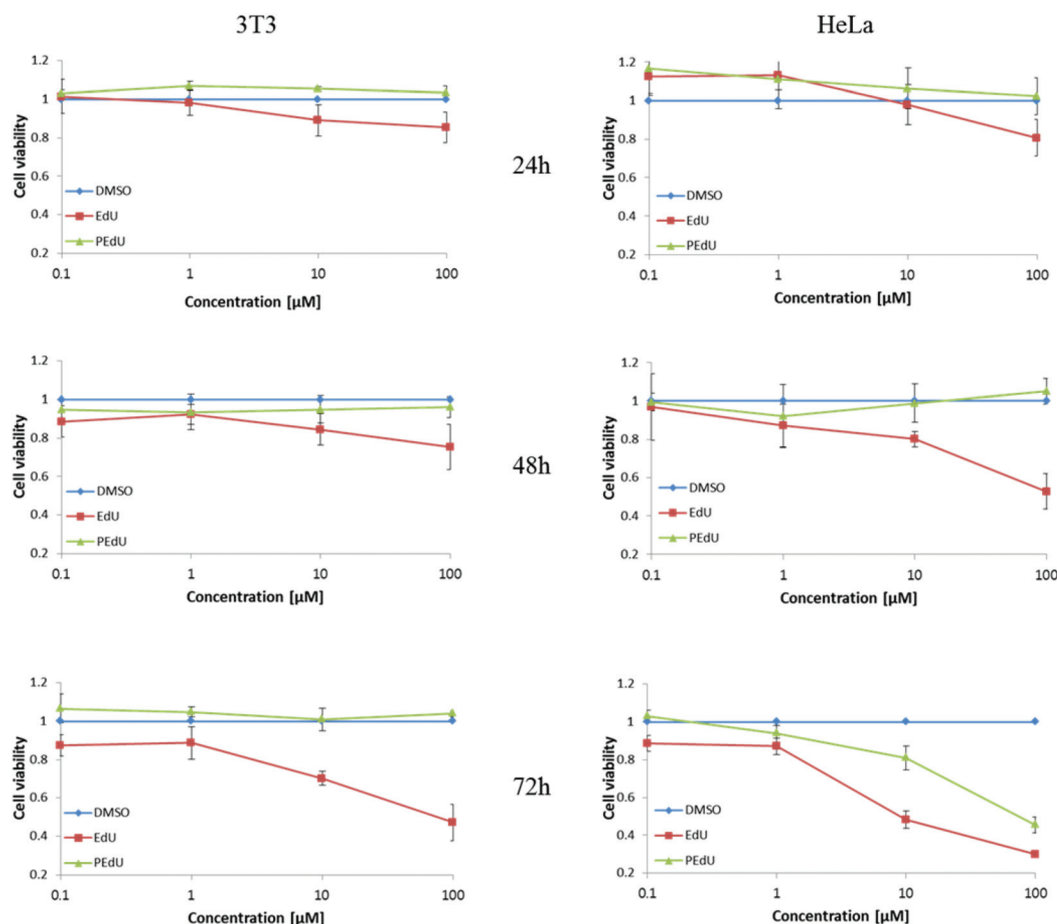 3T3
HeLa
1.2
1
0.8
0.6
0.4
0.2
Cell viability
DMSO
EdU
PEdU
0.1 1 10 100
Concentration [µM]
24h
1.2
1
0.8
0.6
0.4
0.2
Cell viability
DMSO
EdU
PEdU
0.1 1 10 100
Concentration [µM]
1.2
1
0.8
0.6
0.4
0.2
Cell viability
DMSO
EdU
PEdU
0.1 1 10 100
Concentration [µM]
48h
1.2
1
0.8
0.6
0.4
0.2
Cell viability
DMSO
EdU
PEdU
0.1 1 10 100
Concentration [µM]
1.2
1
0.8
0.6
0.4
0.2
Cell viability
DMSO
EdU
PEdU
0.1 1 10 100
Concentration [µM]
72h
1.2
1
0.8
0.6
0.4
0.2
Cell viability
DMSO
EdU
PEdU
0.1 1 10 100
Concentration [µM]